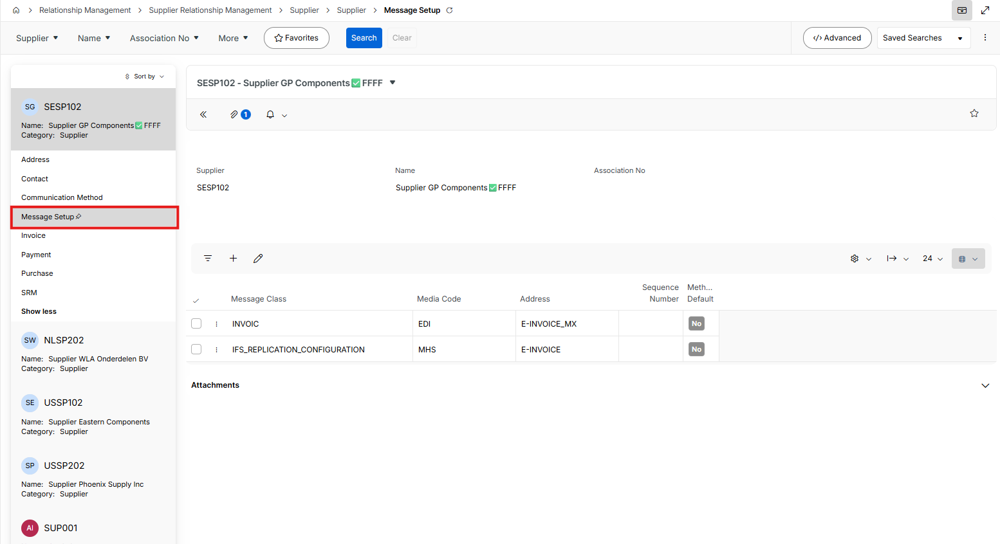 Relationship Management > Supplier Relationship Management > Supplier > Supplier > Message Setup
Supplier Name Association No More Favorites Search Clear </> Advanced Saved Searches
Sort by
SG SESP102
Name: Supplier GP Components✅FFFF
Category: Supplier
Address
Contact
Communication Method
Message Setup
Invoice
Payment
Purchase
SRM
Show less
SW NLSP202
Name: Supplier WLA Onderdelen BV
Category: Supplier
SE USSP102
Name: Supplier Eastern Components
Category: Supplier
SP USSP202
Name: Supplier Phoenix Supply Inc
Category: Supplier
AI SUP001
SESP102 - Supplier GP Components✅FFFF
1
Supplier Name Association No
SESP102 Supplier GP Components✅FFFF
24
Message Class Media Code Address Sequence Number Meth... Default
INVOIC EDI E-INVOICE_MX No
IFS_REPLICATION_CONFIGURATION MHS E-INVOICE No
Attachments